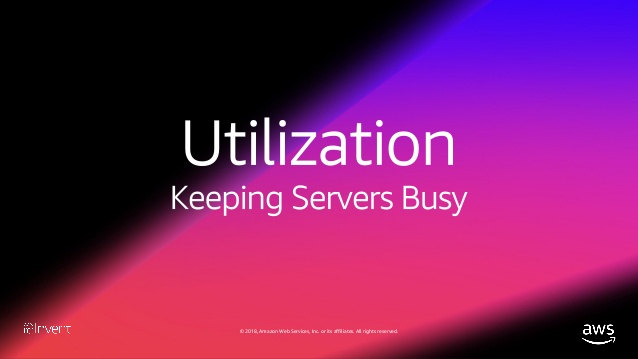 Utilization
Keeping Servers Busy
© 2018, Amazon Web Services, Inc. or its affiliates. All rights reserved.
re:Invent
aws